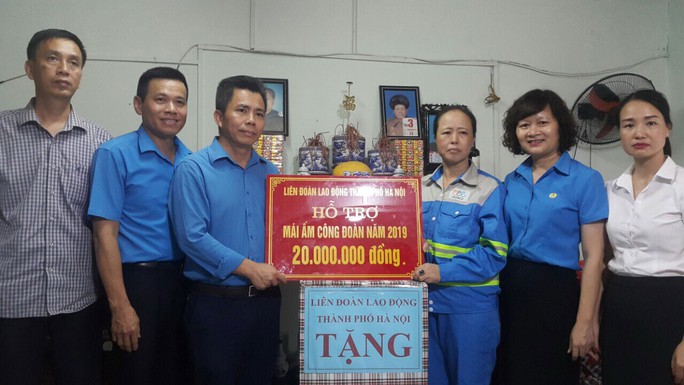 LIÊN ĐOÀN LAO ĐỘNG THÀNH PHỐ HÀ NỘI
HỖ TRỢ
MÁI ẤM CÔNG ĐOÀN NĂM 2019
20.000.000 đồng.
LIÊN ĐOÀN LAO ĐỘNG
THÀNH PHỐ HÀ NỘI
TẶNG
3